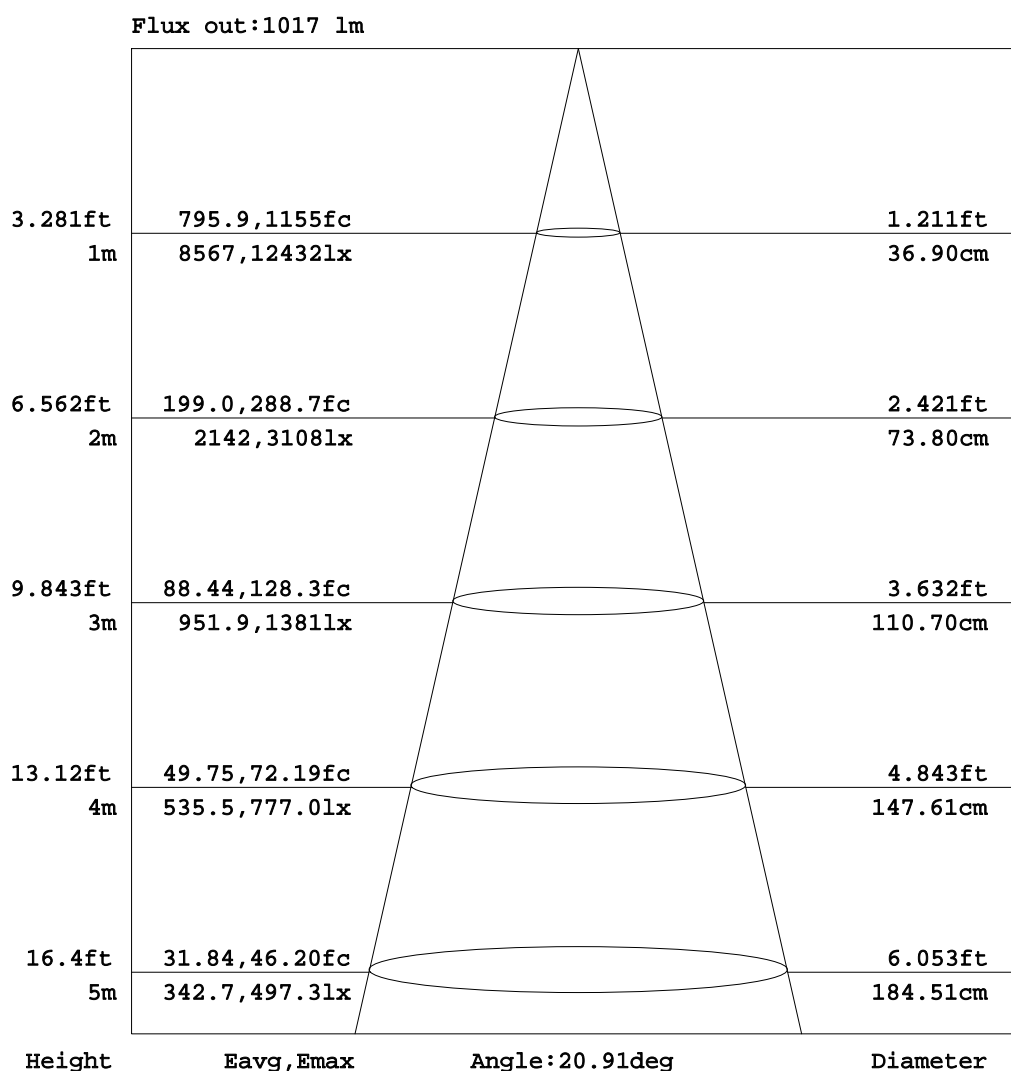 Flux out:1017 lm
3.281ft 795.9,1155fc 1.211ft
1m 8567,12432lx 36.90cm
6.562ft 199.0,288.7fc 2.421ft
2m 2142,3108lx 73.80cm
9.843ft 88.44,128.3fc 3.632ft
3m 951.9,1381lx 110.70cm
13.12ft 49.75,72.19fc 4.843ft
4m 535.5,777.0lx 147.61cm
16.4ft 31.84,46.20fc 6.053ft
5m 342.7,497.3lx 184.51cm
Height Eavg,Emax Angle:20.91deg Diameter